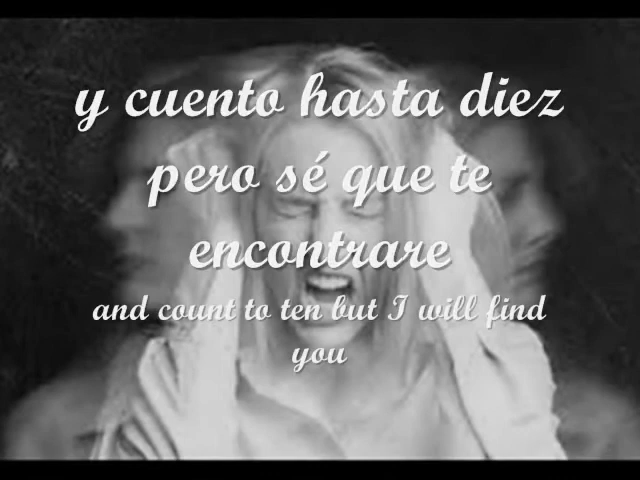 y cuento hasta diez
pero sé que te
encontrare
and count to ten but I will find
you